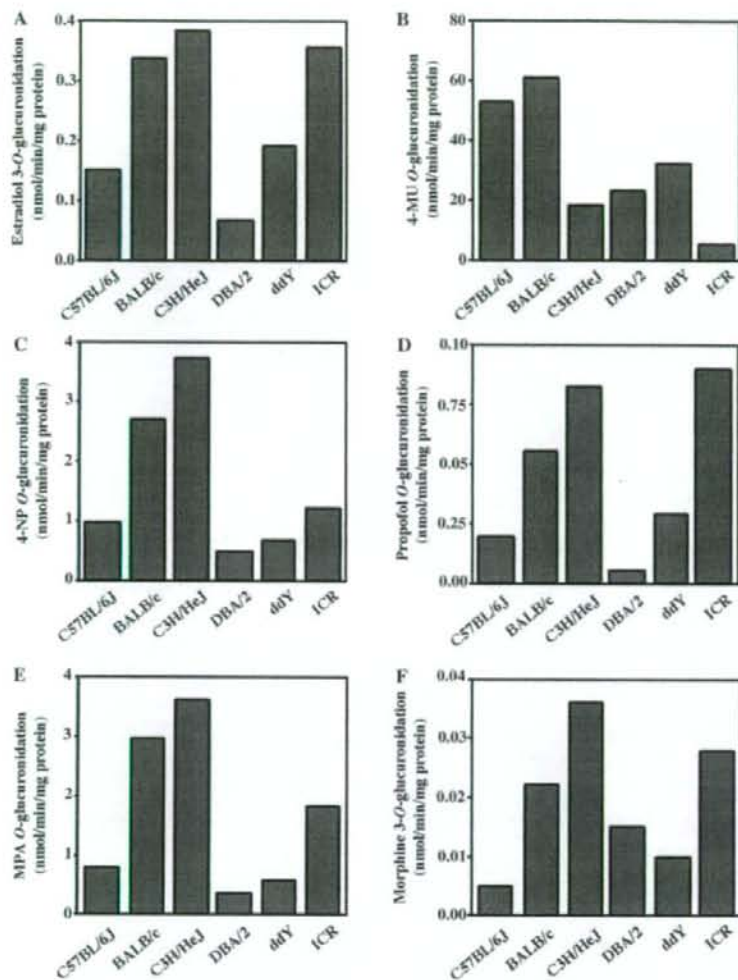 A
Estradiol 3-O-glucuronidation
(nmol/min/mg protein)
0.4
0.3
0.2
0.1
0.0
C57BL/6J
BALB/c
C3H/HeJ
DBA/2
ddY
ICR
B
4-MU O-glucuronidation
(nmol/min/mg protein)
80
60
40
20
0
C57BL/6J
BALB/c
C3H/HeJ
DBA/2
ddY
ICR
C
4-NP O-glucuronidation
(nmol/min/mg protein)
4
3
2
1
0
C57BL/6J
BALB/c
C3H/HeJ
DBA/2
ddY
ICR
D
Propofol O-glucuronidation
(nmol/min/mg protein)
0.10
0.75
0.05
0.25
0.00
C57BL/6J
BALB/c
C3H/HeJ
DBA/2
ddY
ICR
E
MPA O-glucuronidation
(nmol/min/mg protein)
4
3
2
1
0
C57BL/6J
BALB/c
C3H/HeJ
DBA/2
ddY
ICR
F
Morphine 3-O-glucuronidation
(nmol/min/mg protein)
0.04
0.03
0.02
0.01
0.00
C57BL/6J
BALB/c
C3H/HeJ
DBA/2
ddY
ICR